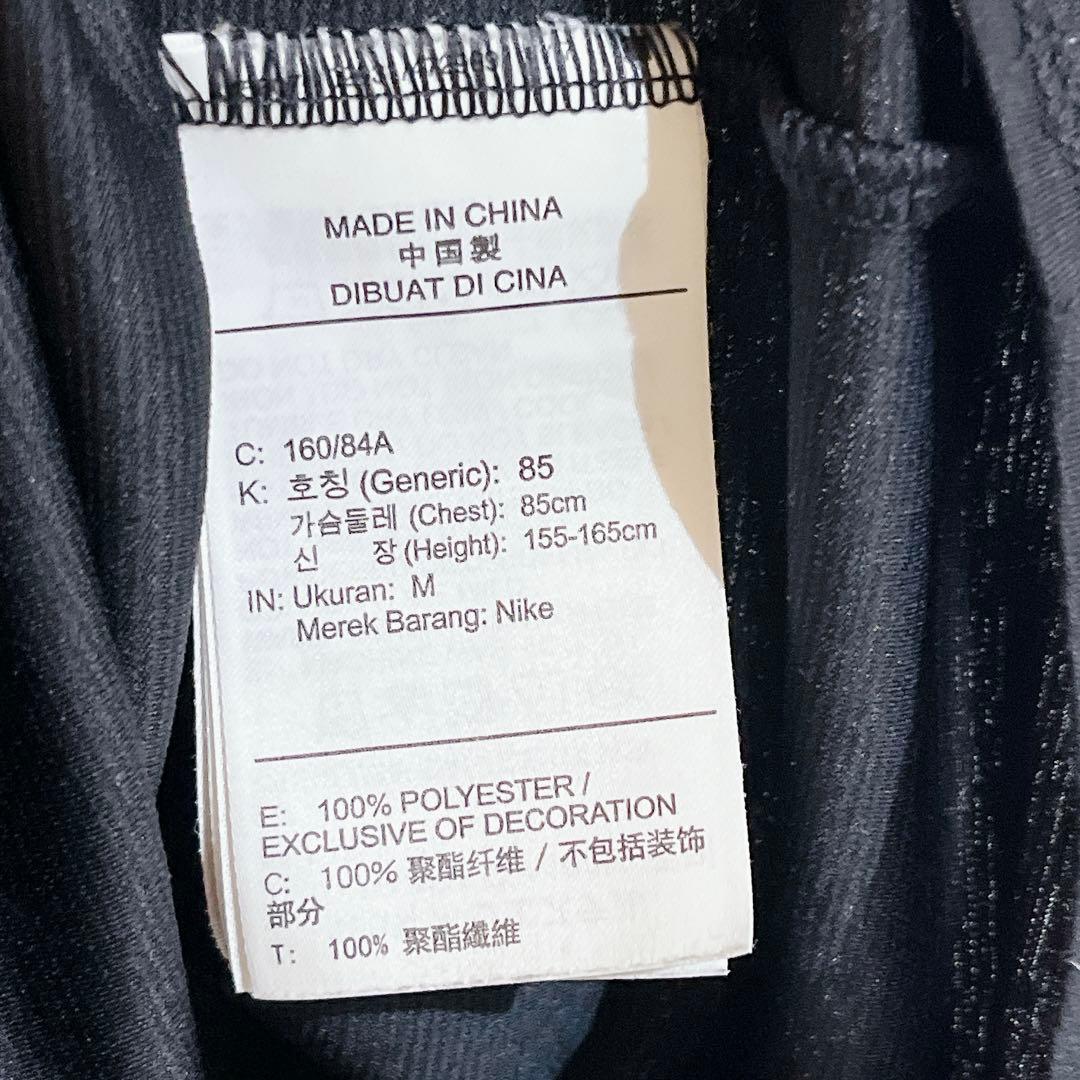 MADE IN CHINA
中国製
DIBUAT DI CINA
C: 160/84A
K: 호칭 (Generic): 85
가슴둘레 (Chest): 85cm
신 장 (Height): 155-165cm
IN: Ukuran: M
Merek Barang: Nike
E: 100% POLYESTER /
EXCLUSIVE OF DECORATION
C: 100% 聚酯纤维 / 不包括装饰
部分
T: 100% 聚酯纖維